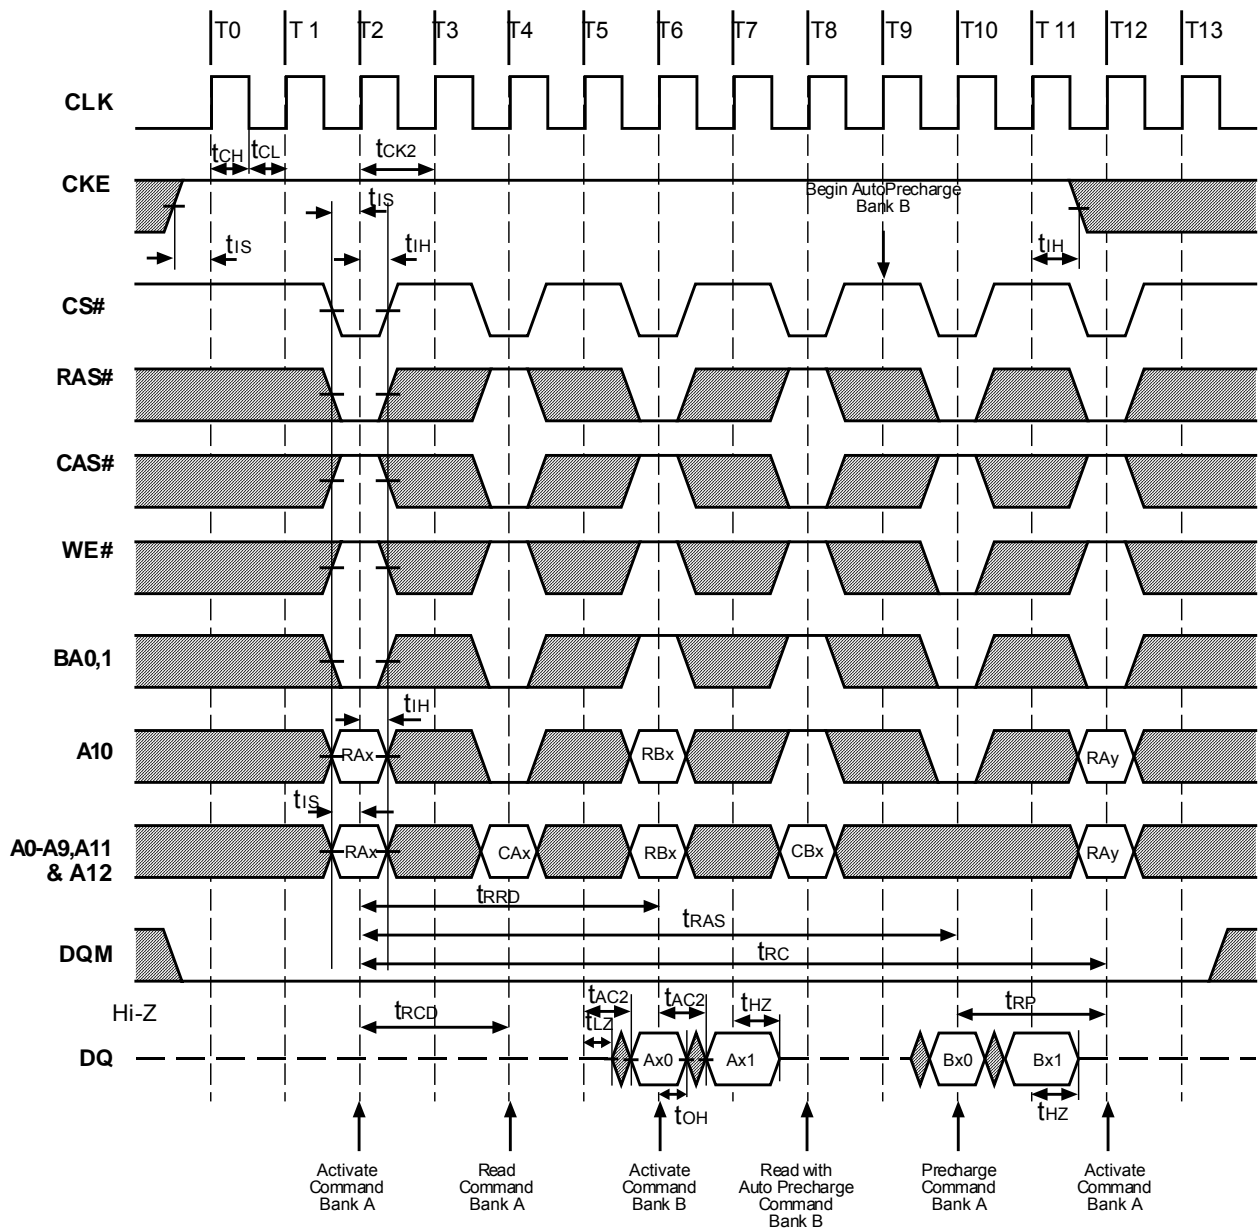 T0 T 1 T2 T3 T4 T5 T6 T7 T8 T9 T10 T 11 T12 T13
CLK
tCH tCL tCK2
CKE
tIS
Begin AutoPrecharge
Bank B
tIS tIH tIH
CS#
RAS#
CAS#
WE#
BA0,1
tIH
A10 RAx RBx RAy
tIS
A0-A9,A11
& A12
RAx CAx RBx CBx RAy
tRRD
tRAS
DQM
tRC
Hi-Z
tRCD tAC2 tAC2 tHZ tRP
tLZ
DQ Ax0 Ax1 Bx0 Bx1
tOH tHZ
Activate
Command
Bank A
Read
Command
Bank A
Activate
Command
Bank B
Read with
Auto Precharge
Command
Bank B
Precharge
Command
Bank A
Activate
Command
Bank A